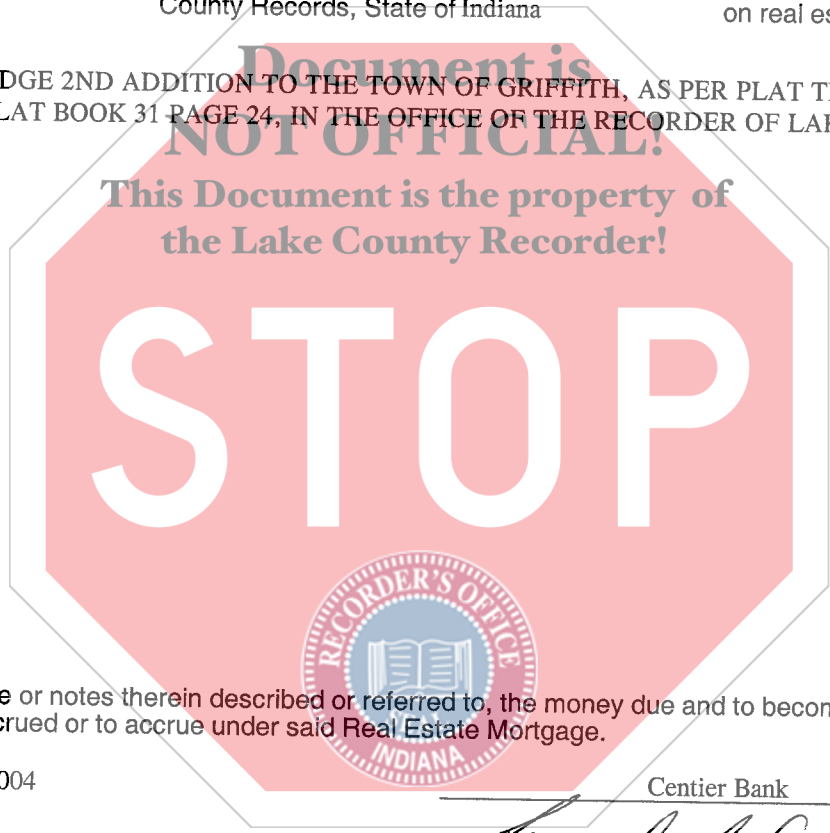 County Records, State of Indiana on real es
Document is
DGE 2ND ADDITION TO THE TOWN OF GRIFFITH, AS PER PLAT T
LAT BOOK 31 PAGE 24, IN THE OFFICE OF THE RECORDER OF LA
NOT OFFICIAL!
This Document is the property of
the Lake County Recorder!
STOP
RECORDER'S OFFICE
e or notes therein described or referred to, the money due and to becom
crued or to accrue under said Real Estate Mortgage.
INDIANA
004
Centier Bank